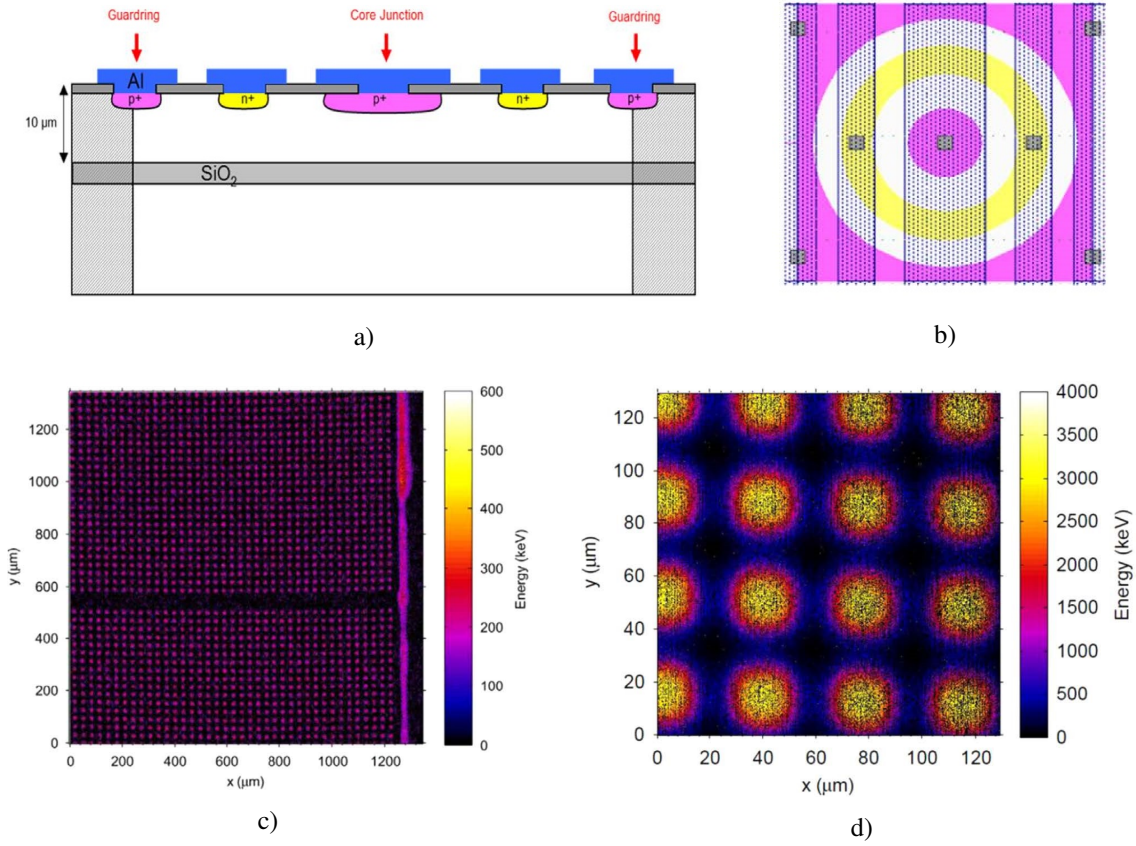 Guardring Core Junction Guardring
Al
p+ n+ p+ n+ p+
10 µm
SiO2
a)
b)
1200
1000
800
600
400
200
0
y (µm)
0 200 400 600 800 1000 1200
x (µm)
600
500
400
300
200
100
0
Energy (keV)
c)
120
100
80
60
40
20
0
y (µm)
0 20 40 60 80 100 120
x (µm)
4000
3500
3000
2500
2000
1500
1000
500
0
Energy (keV)
d)